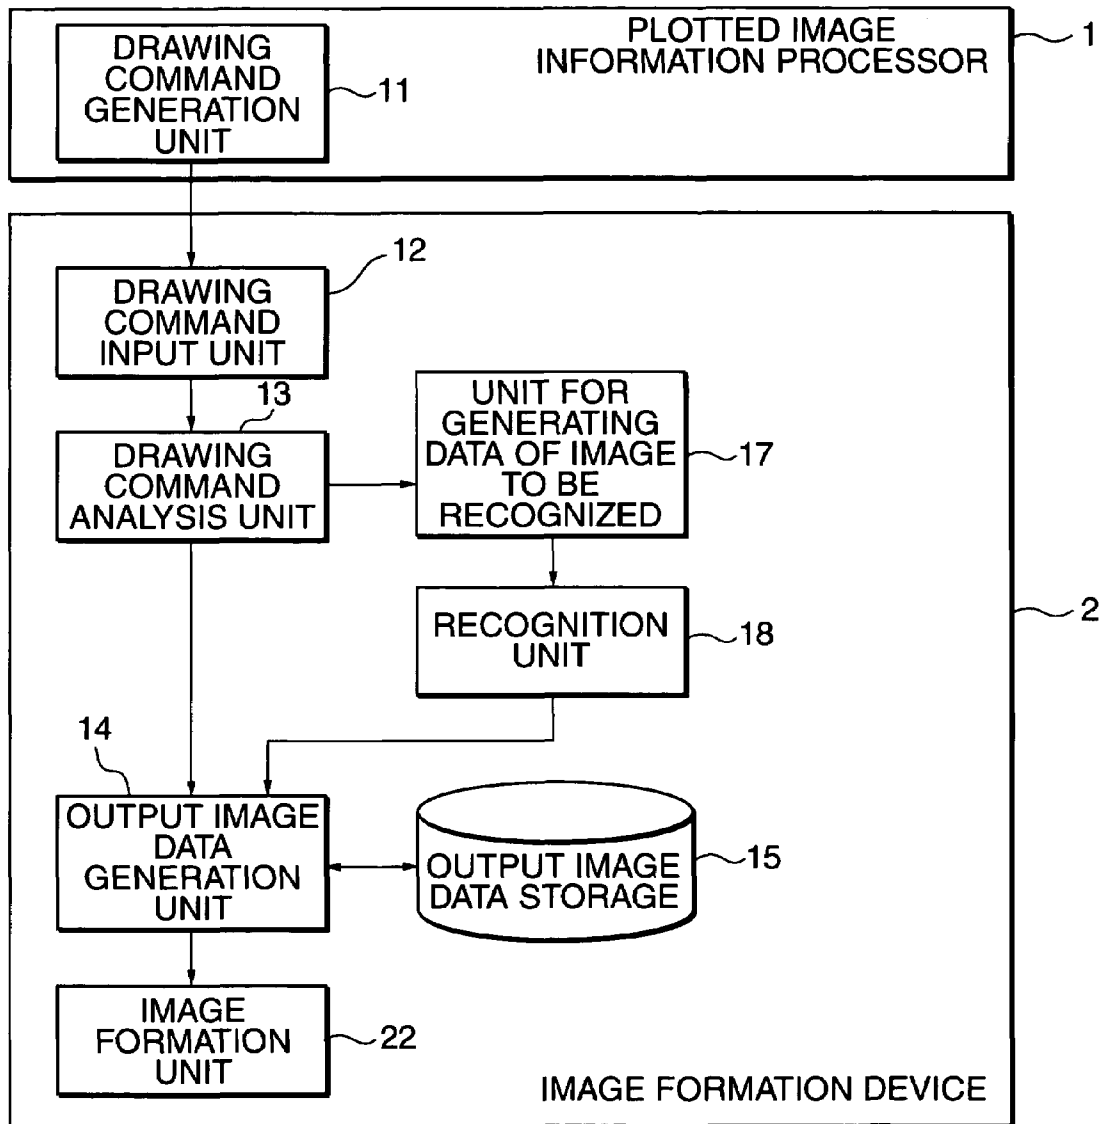 PLOTTED IMAGE
INFORMATION PROCESSOR
1
DRAWING
COMMAND
GENERATION
UNIT
11
12
DRAWING
COMMAND
INPUT UNIT
13
DRAWING
COMMAND
ANALYSIS UNIT
UNIT FOR
GENERATING
DATA OF IMAGE
TO BE
RECOGNIZED
17
RECOGNITION
UNIT
18
2
14
OUTPUT IMAGE
DATA
GENERATION
UNIT
OUTPUT IMAGE
DATA STORAGE
15
IMAGE
FORMATION
UNIT
22
IMAGE FORMATION DEVICE